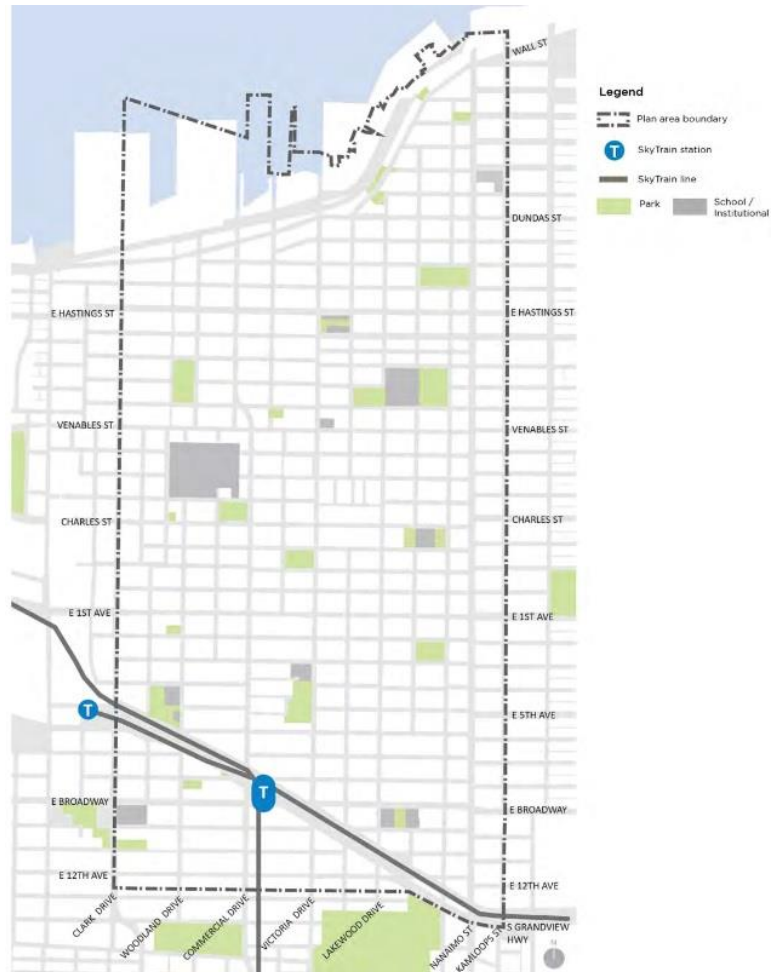 WALL ST
Legend
Plan area boundary
T
SkyTrain station
SkyTrain line
Park
School /
Institutional
DUNDAS ST
E HASTINGS ST
E HASTINGS ST
VENABLES ST
VENABLES ST
CHARLES ST
CHARLES ST
E 1ST AVE
E 1ST AVE
T
E 5TH AVE
T
E BROADWAY
E BROADWAY
E 12TH AVE
E 12TH AVE
CLARK DRIVE
WOODLAND DRIVE
COMMERCIAL DRIVE
VICTORIA DRIVE
LAKEWOOD DRIVE
NANAIMO ST
KAMLOOPS ST
S GRANDVIEW
HWY
N